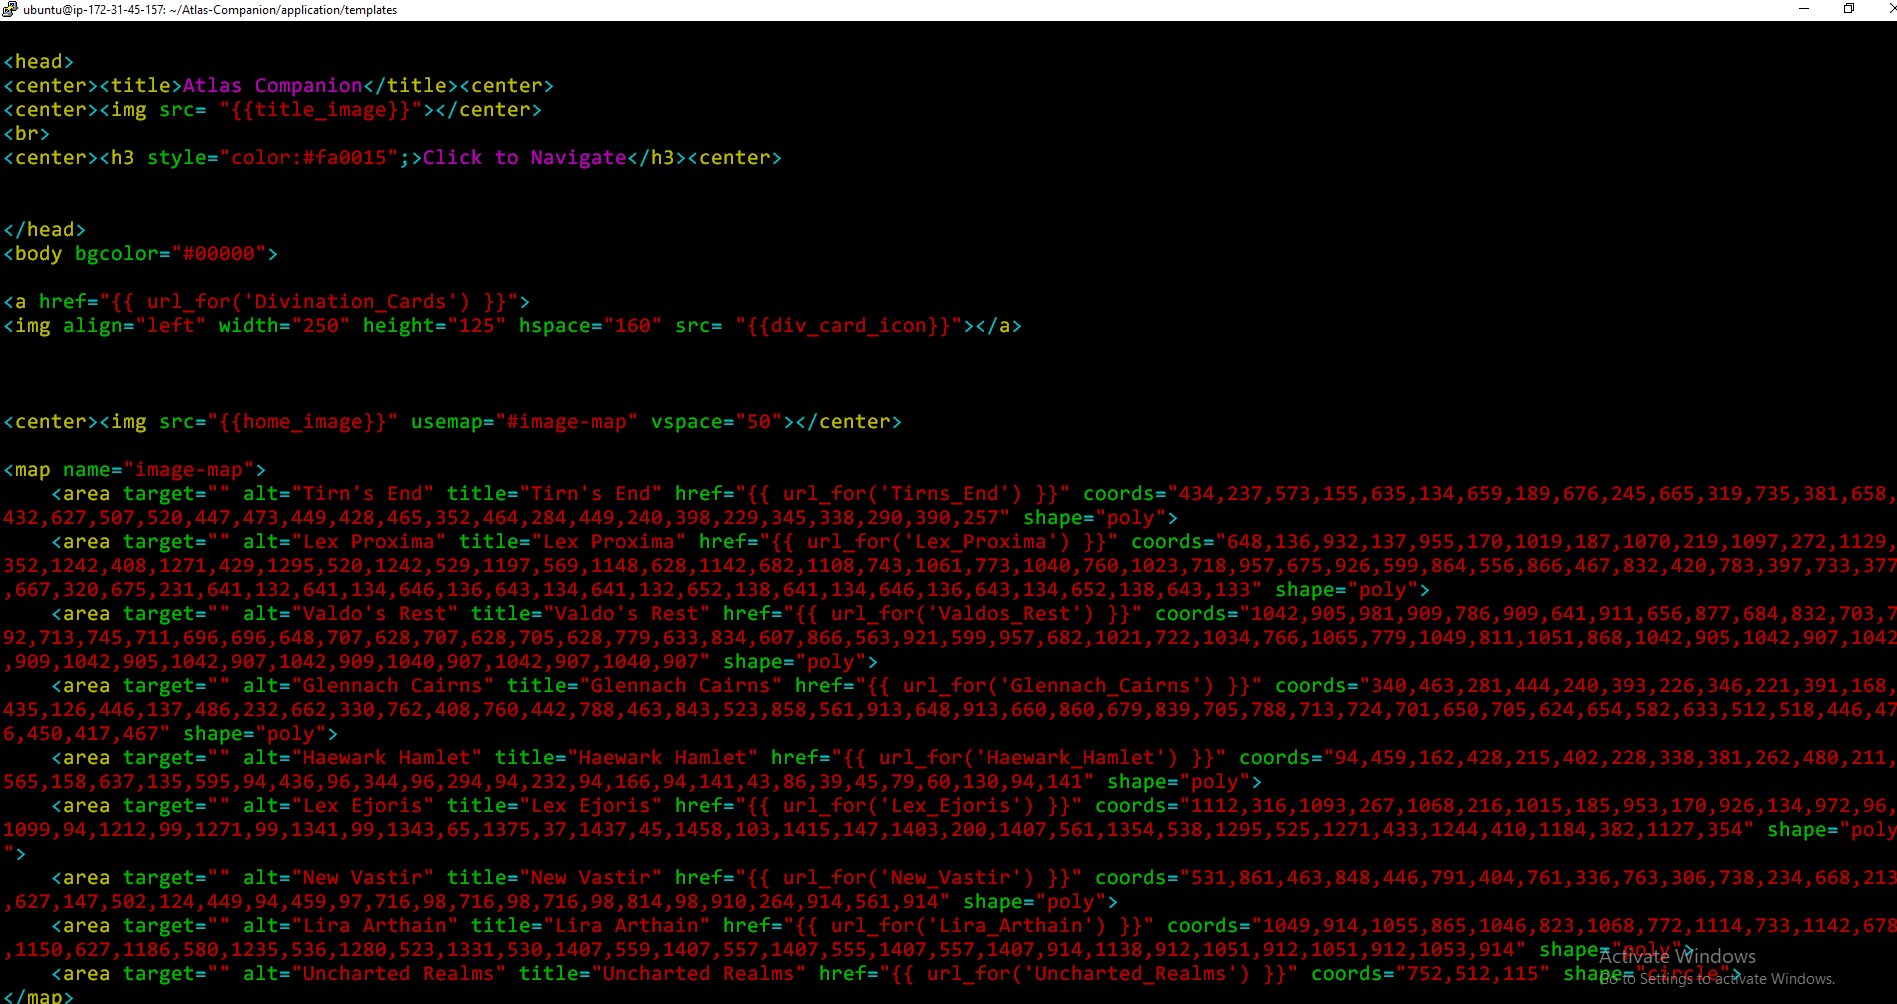 ubuntu@ip-172-31-45-157: ~/Atlas-Companion/application/templates
<head>
<center><title>Atlas Companion</title><center>
<center><img src= "{{title_image}}"></center>
<br>
<center><h3 style="color:#fa0015";>Click to Navigate</h3><center>
</head>
<body bgcolor="#00000">
<a href="{{ url_for('Divination_Cards') }}">
<img align="left" width="250" height="125" hspace="160" src= "{{div_card_icon}}"></a>
<center><img src="{{home_image}}" usemap="#image-map" vspace="50"></center>
<map name="image-map">
    <area target="" alt="Tirn's End" title="Tirn's End" href="{{ url_for('Tirns_End') }}" coords="434,237,573,155,635,134,659,189,676,245,665,319,735,381,658,
432,627,507,520,447,473,449,428,465,352,464,284,449,240,398,229,345,338,290,390,257" shape="poly">
    <area target="" alt="Lex Proxima" title="Lex Proxima" href="{{ url_for('Lex_Proxima') }}" coords="648,136,932,137,955,170,1019,187,1070,219,1097,272,1129,
352,1242,408,1271,429,1295,520,1242,529,1197,569,1148,628,1142,682,1108,743,1061,773,1040,760,1023,718,957,675,926,599,864,556,866,467,832,420,783,397,733,377
,667,320,675,231,641,132,641,134,646,136,643,134,641,132,652,138,641,134,646,136,643,134,652,138,643,133" shape="poly">
    <area target="" alt="Valdo's Rest" title="Valdo's Rest" href="{{ url_for('Valdos_Rest') }}" coords="1042,905,981,909,786,909,641,911,656,877,684,832,703,7
92,713,745,711,696,696,648,707,628,707,628,705,628,779,633,834,607,866,563,921,599,957,682,1021,722,1034,766,1065,779,1049,811,1051,868,1042,905,1042,907,1042
,909,1042,905,1042,907,1042,909,1040,907,1042,907,1040,907" shape="poly">
    <area target="" alt="Glennach Cairns" title="Glennach Cairns" href="{{ url_for('Glennach_Cairns') }}" coords="340,463,281,444,240,393,226,346,221,391,168,
435,126,446,137,486,232,662,330,762,408,760,442,788,463,843,523,858,561,913,648,913,660,860,679,839,705,788,713,724,701,650,705,624,654,582,633,512,518,446,47
6,450,417,467" shape="poly">
    <area target="" alt="Haewark Hamlet" title="Haewark Hamlet" href="{{ url_for('Haewark_Hamlet') }}" coords="94,459,162,428,215,402,228,338,381,262,480,211,
565,158,637,135,595,94,436,96,344,96,294,94,232,94,166,94,141,43,86,39,45,79,60,130,94,141" shape="poly">
    <area target="" alt="Lex Ejoris" title="Lex Ejoris" href="{{ url_for('Lex_Ejoris') }}" coords="1112,316,1093,267,1068,216,1015,185,953,170,926,134,972,96,
1099,94,1212,99,1271,99,1341,99,1343,65,1375,37,1437,45,1458,103,1415,147,1403,200,1407,561,1354,538,1295,525,1271,433,1244,410,1184,382,1127,354" shape="poly
">
    <area target="" alt="New Vastir" title="New Vastir" href="{{ url_for('New_Vastir') }}" coords="531,861,463,848,446,791,404,761,336,763,306,738,234,668,213
,627,147,502,124,449,94,459,97,716,98,716,98,716,98,814,98,910,264,914,561,914" shape="poly">
    <area target="" alt="Lira Arthain" title="Lira Arthain" href="{{ url_for('Lira_Arthain') }}" coords="1049,914,1055,865,1046,823,1068,772,1114,733,1142,678
,1150,627,1186,580,1235,536,1280,523,1331,530,1407,559,1407,557,1407,555,1407,557,1407,914,1138,912,1051,912,1051,912,1053,914" shape="poly">
    <area target="" alt="Uncharted Realms" title="Uncharted Realms" href="{{ url_for('Uncharted_Realms') }}" coords="752,512,115" shape="circle">
</map>
Activate Windows
Go to Settings to activate Windows.